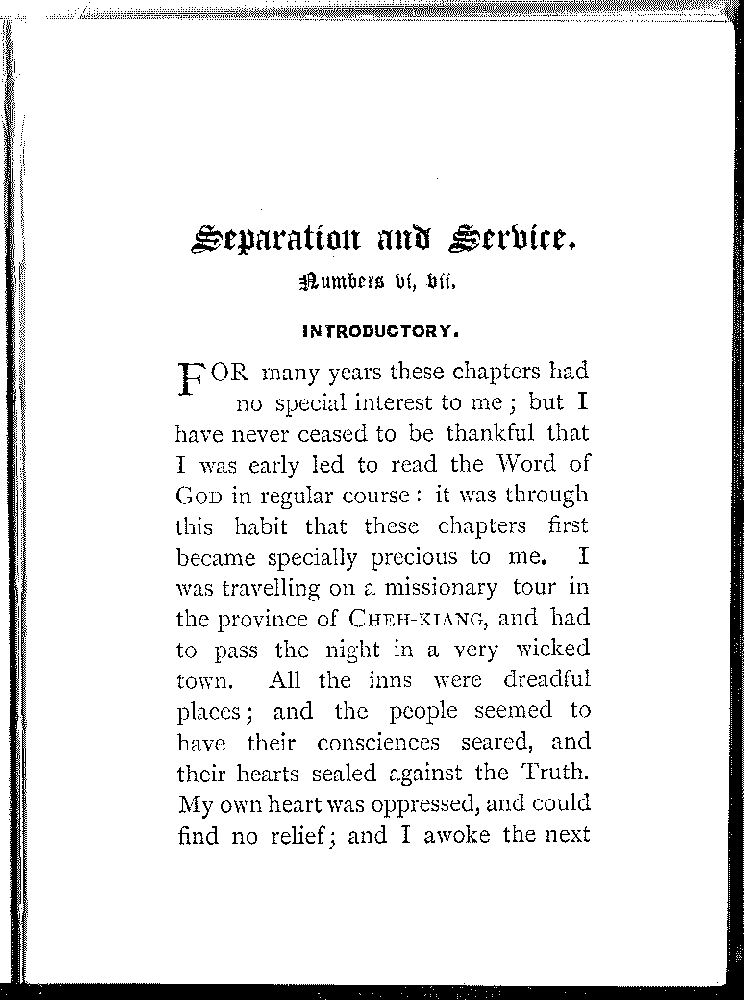 Separation and Service.
Numbers vi, vii.
INTRODUCTORY.
FOR many years these chapters had
no special interest to me; but I
have never ceased to be thankful that
I was early led to read the Word of
GOD in regular course: it was through
this habit that these chapters first
became specially precious to me. I
was travelling on a missionary tour in
the province of CHEH-KIANG, and had
to pass the night in a very wicked
town. All the inns were dreadful
places; and the people seemed to
have their consciences seared, and
their hearts sealed against the Truth.
My own heart was oppressed, and could
find no relief; and I awoke the next